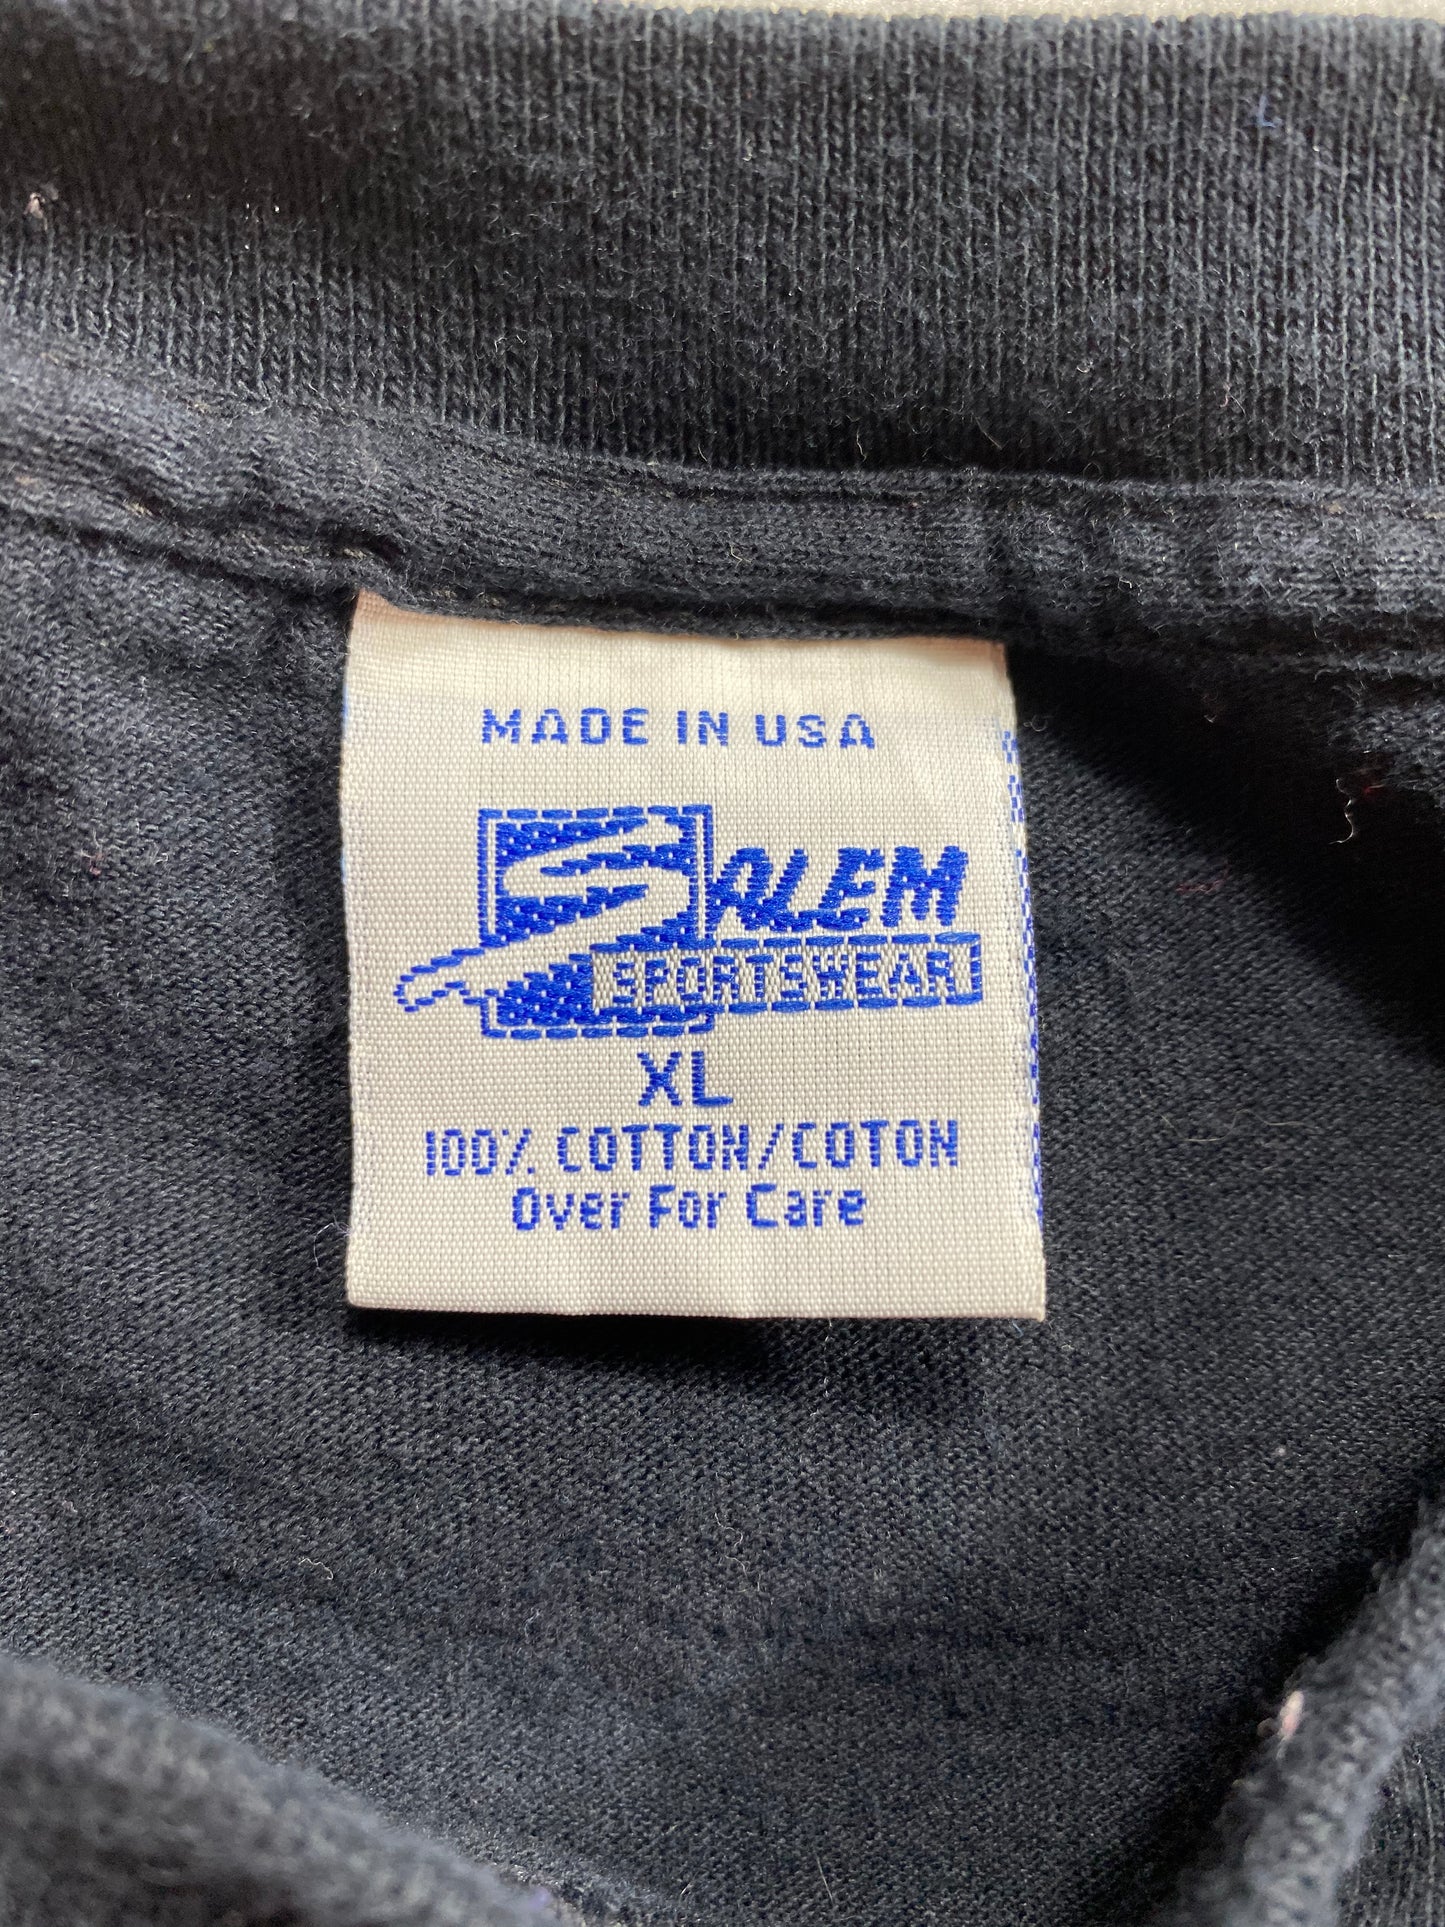 MADE IN USA
SALEM
SPORTSWEAR
XL
100% COTTON/COTON
Over For Care